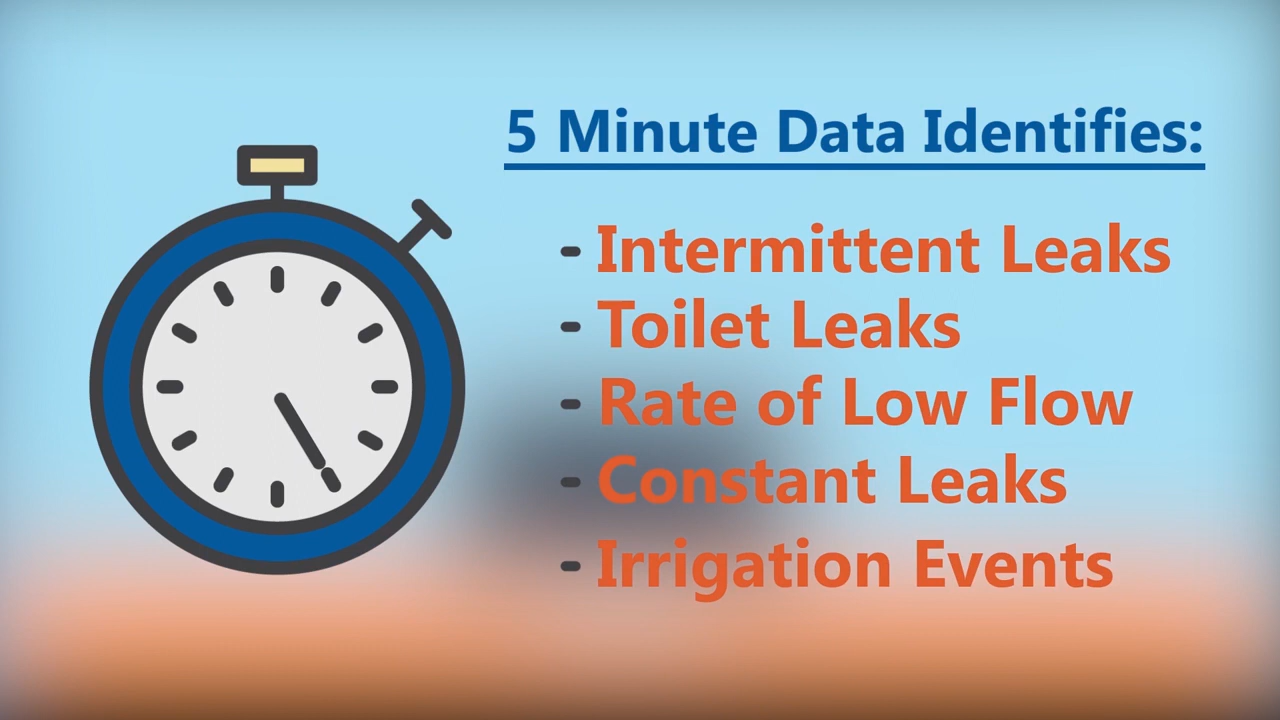 5 Minute Data Identifies:
- Intermittent Leaks
- Toilet Leaks
- Rate of Low Flow
- Constant Leaks
- Irrigation Events